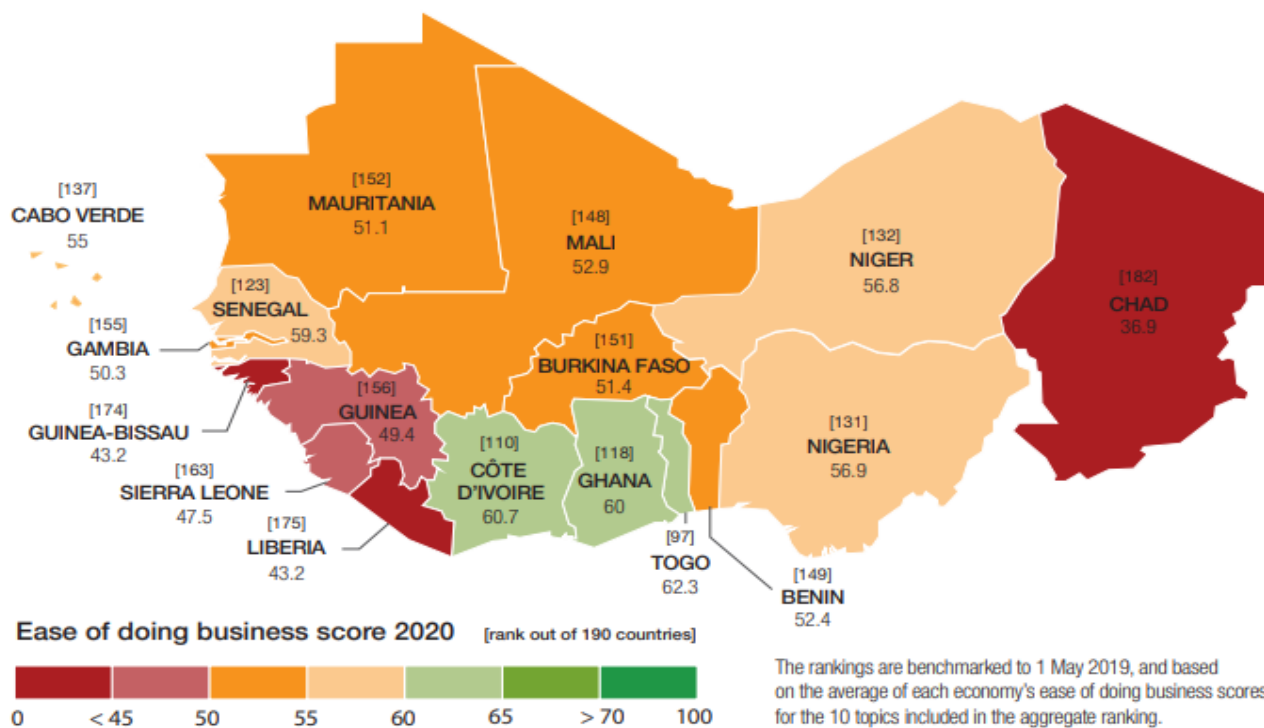 [137]
CABO VERDE
55
[152]
MAURITANIA
51.1
[148]
MALI
52.9
[132]
NIGER
56.8
[182]
CHAD
36.9
[123]
SENEGAL
59.3
[155]
GAMBIA
50.3
[151]
BURKINA FASO
51.4
[174]
GUINEA-BISSAU
43.2
[156]
GUINEA
49.4
[131]
NIGERIA
56.9
[163]
SIERRA LEONE
47.5
[110]
CÔTE
D'IVOIRE
60.7
[118]
GHANA
60
[175]
LIBERIA
43.2
[97]
TOGO
62.3
[149]
BENIN
52.4
Ease of doing business score 2020 [rank out of 190 countries]
0 < 45 50 55 60 65 > 70 100
The rankings are benchmarked to 1 May 2019, and based
on the average of each economy's ease of doing business scores
for the 10 topics included in the aggregate ranking.